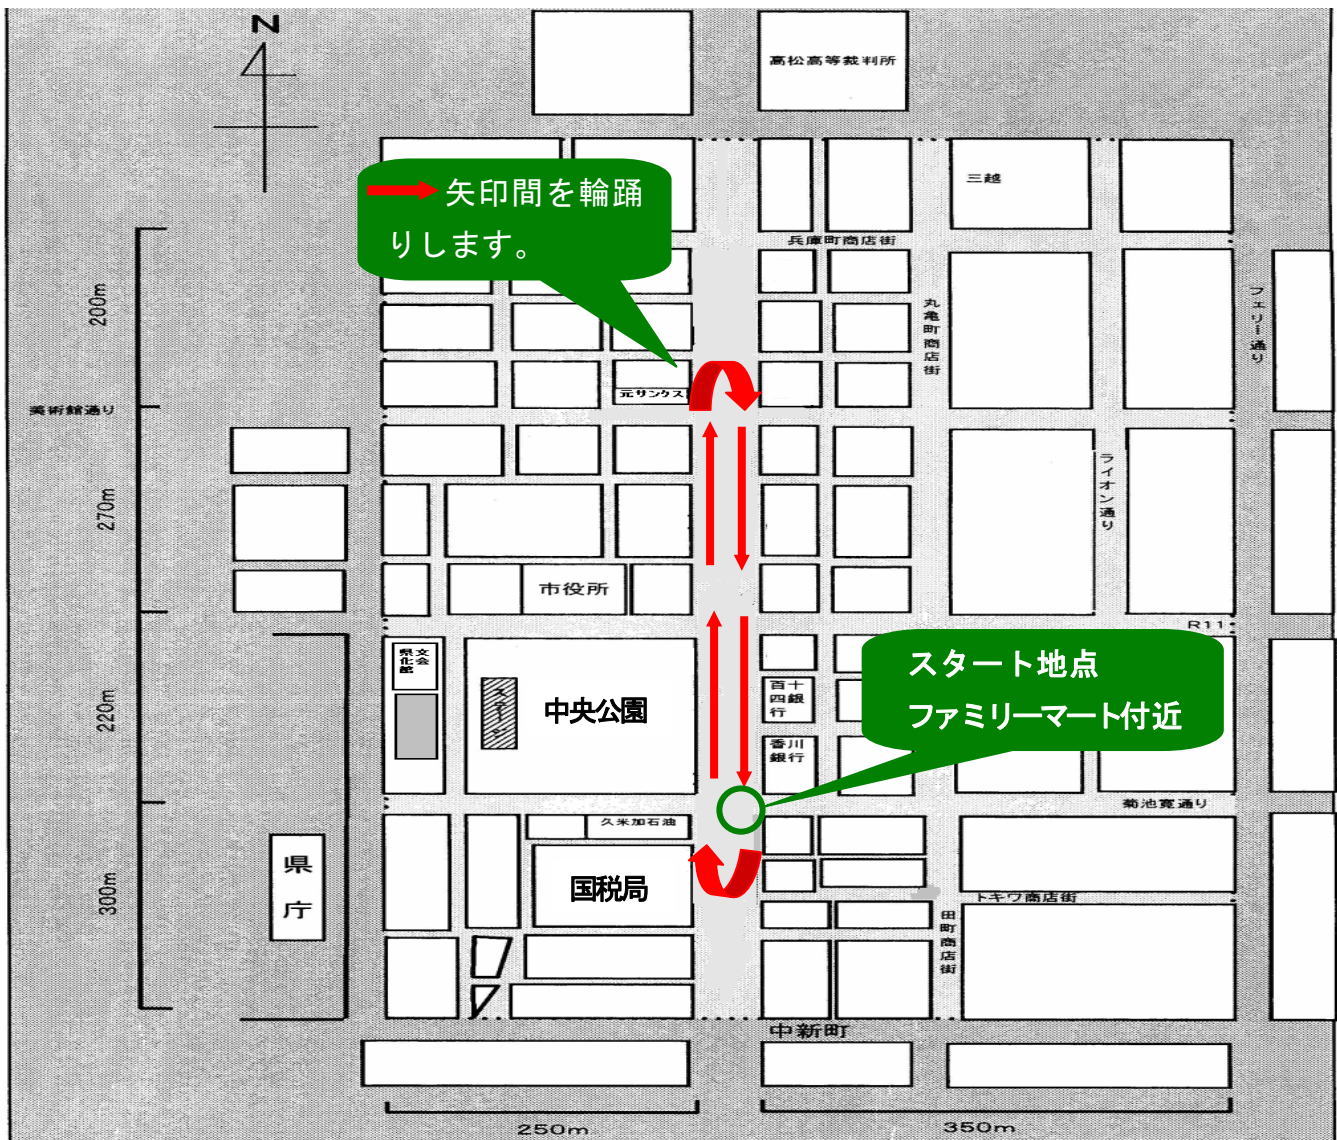 N
高松高等裁判所
矢印間を輪踊
りします。
三越
兵庫町商店街
200m
丸亀町商店街
フェリー通り
元サンクス
美術館通り
270m
ライオン通り
市役所
R11
県文化会館
ステージ
中央公園
百十
四銀
行
スタート地点
ファミリーマート付近
220m
香川
銀行
菊池寛通り
久米加石油
県庁
300m
国税局
トキワ商店街
田町商店街
中新町
250m
350m